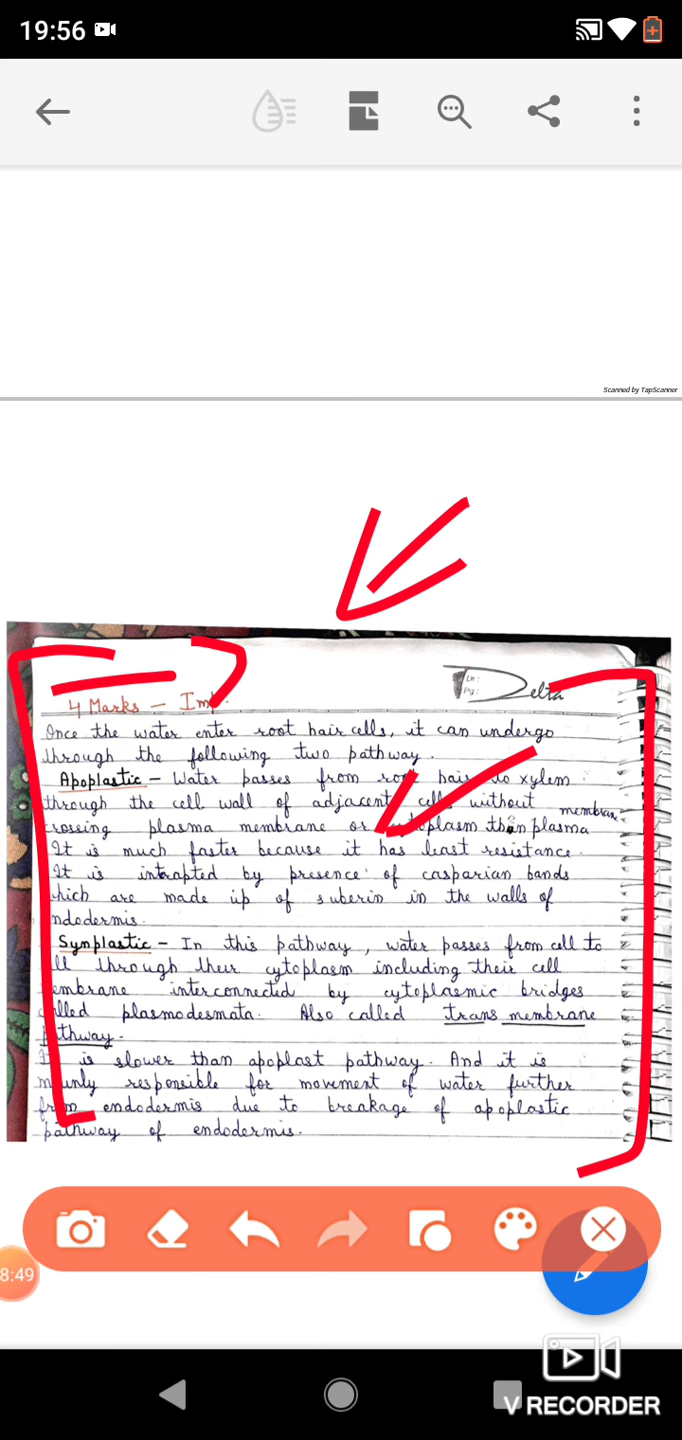 19:56
Scanned by TapScanner
4 Marks - Imp.
Delta
Once the water enter root hair cells, it can undergo
through the following two pathway.
Apoplastic - Water passes from root hair to xylem
through the cell wall of adjacent cells without
crossing plasma membrane or cytoplasm than plasma membrane
It is much faster because it has least resistance.
It is by presence of casparian bands
which are made up of suberin in the walls of
ndodermis.
Symplastic - In this pathway, water passes from cell to
ell through their cytoplasm including their cell
embrane interconnected by cytoplasmic bridges
called plasmodesmata. Also called trans membrane
pathway.
It is slower than apoplast pathway. And it is
mainly responsible for movement of water further
from endodermis due to breakage of apoplastic
pathway of endodermis.
8:49
V RECORDER